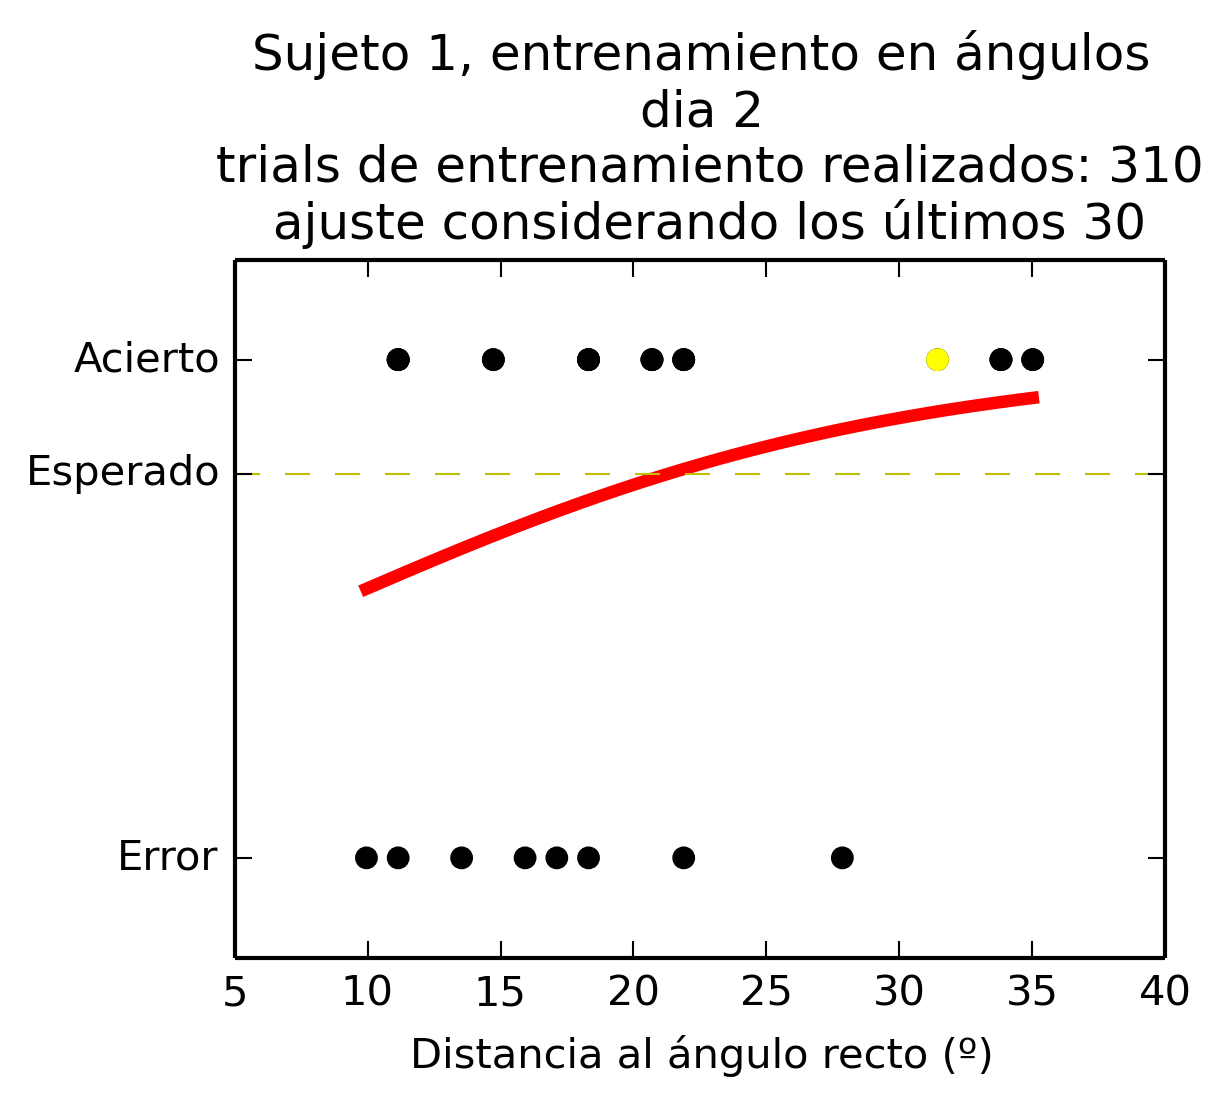 Sujeto 1, entrenamiento en ángulos
dia 2
trials de entrenamiento realizados: 310
ajuste considerando los últimos 30
Acierto
Esperado
Error
5 10 15 20 25 30 35 40
Distancia al ángulo recto (º)